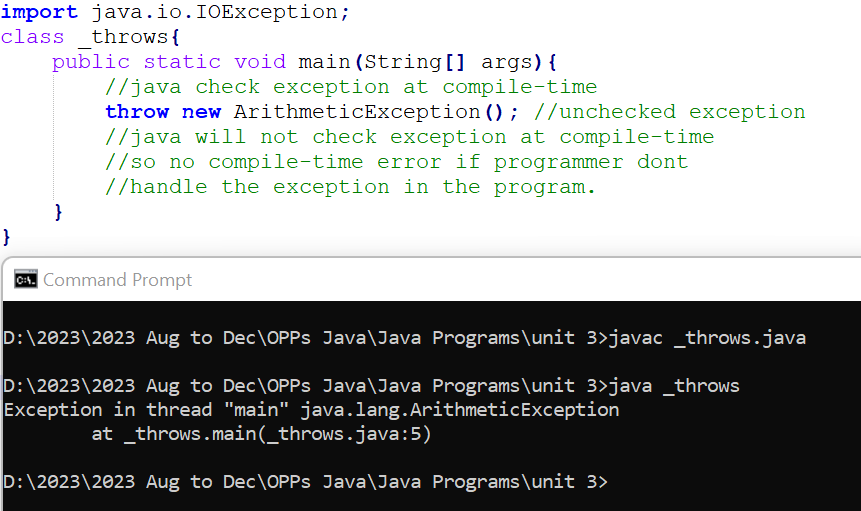 import java.io.IOException;
class _throws{
    public static void main(String[] args){
        //java check exception at compile-time
        throw new ArithmeticException(); //unchecked exception
        //java will not check exception at compile-time
        //so no compile-time error if programmer dont
        //handle the exception in the program.
    }
}
Command Prompt
D:\2023\2023 Aug to Dec\OPPs Java\Java Programs\unit 3>javac _throws.java
D:\2023\2023 Aug to Dec\OPPs Java\Java Programs\unit 3>java _throws
Exception in thread "main" java.lang.ArithmeticException
        at _throws.main(_throws.java:5)
D:\2023\2023 Aug to Dec\OPPs Java\Java Programs\unit 3>